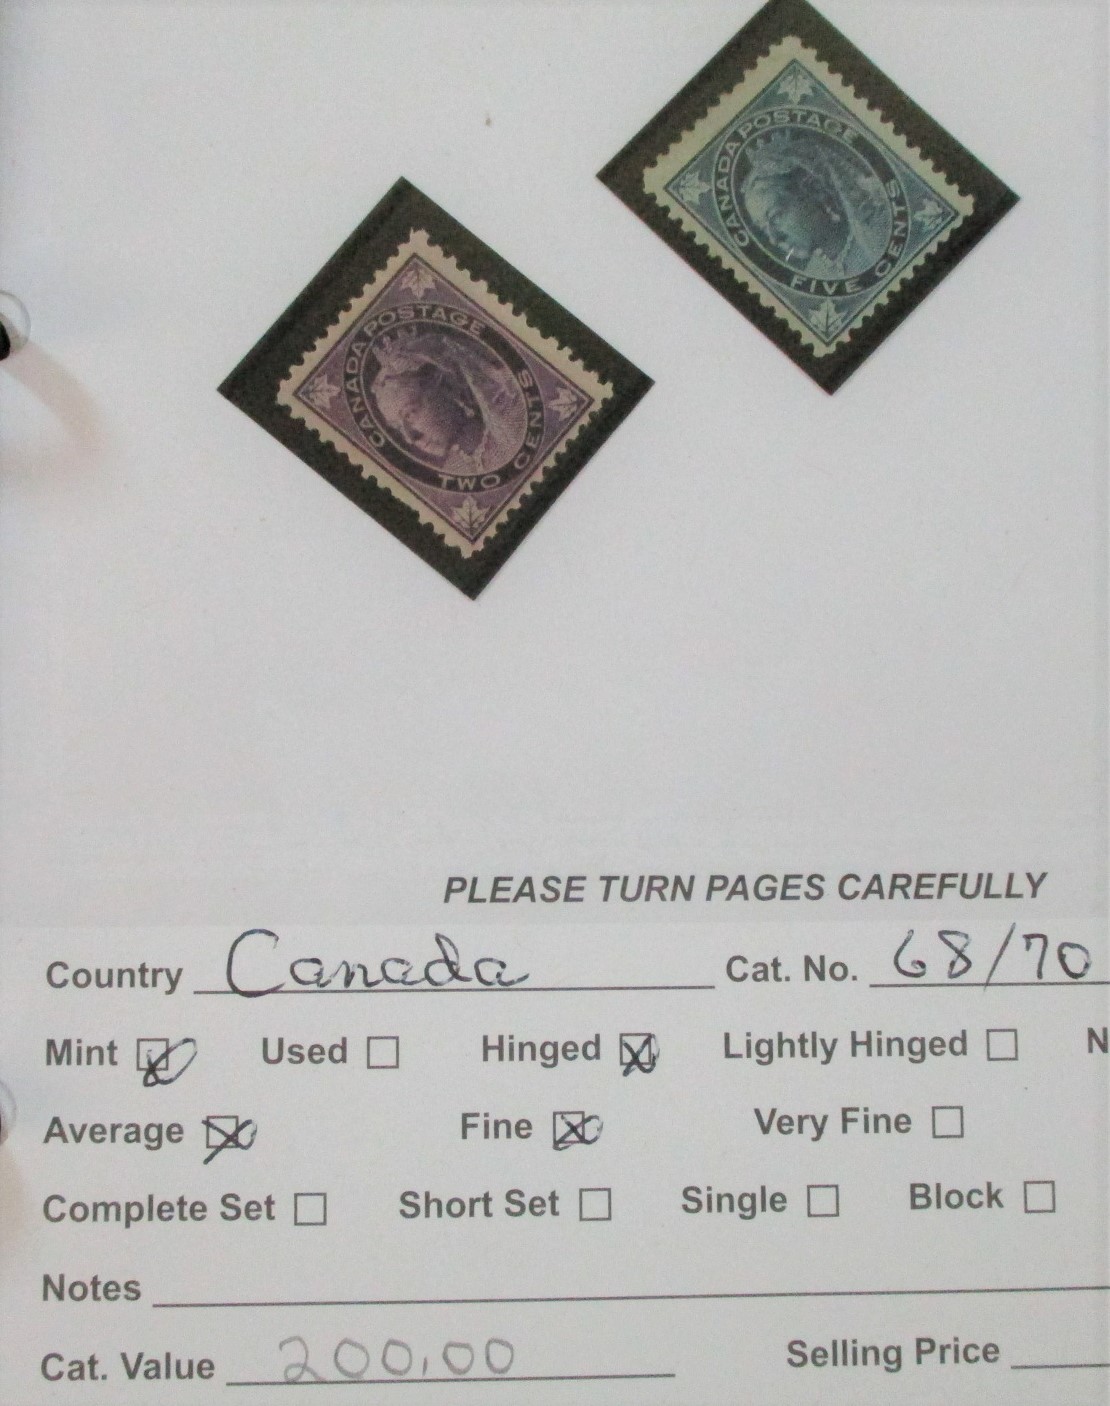 CANADA POSTAGE
FIVE CENTS
CANADA POSTAGE
TWO CENTS
PLEASE TURN PAGES CAREFULLY
Country Canada Cat. No. 68/70
Mint Used Hinged Lightly Hinged N
Average Fine Very Fine
Complete Set Short Set Single Block
Notes
Cat. Value 200.00 Selling Price